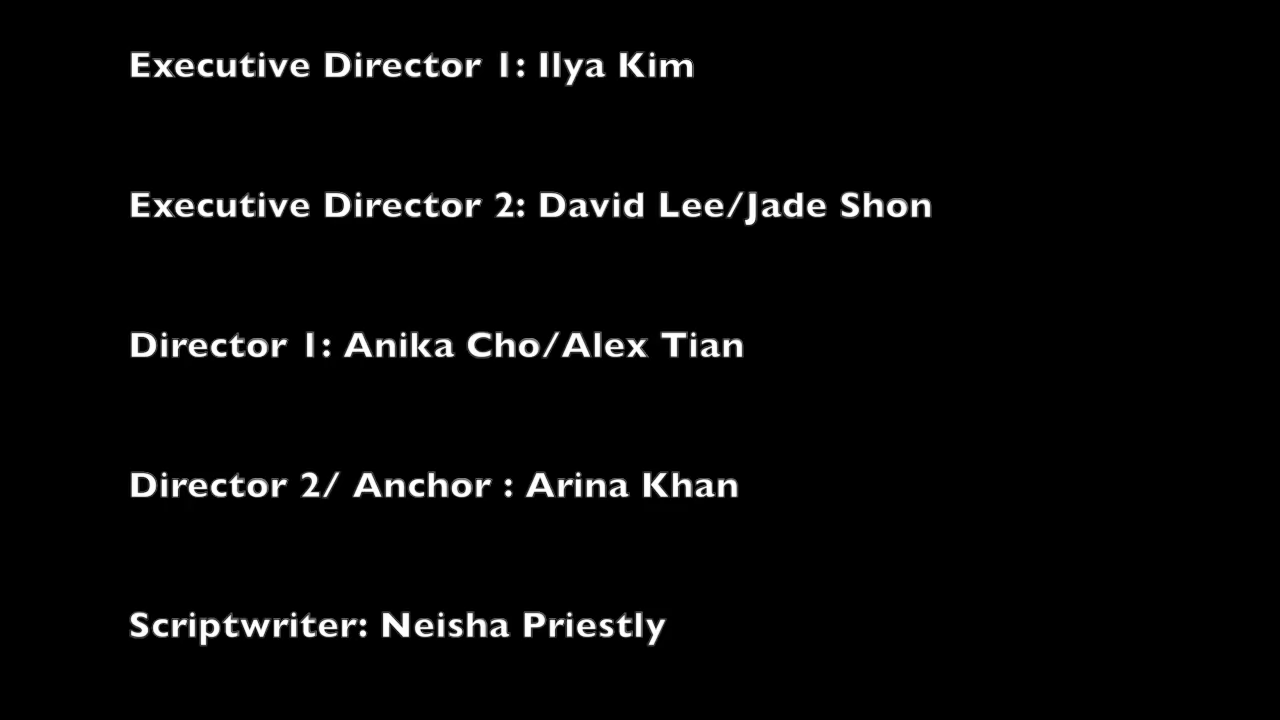 Executive Director 1: Ilya Kim
Executive Director 2: David Lee/Jade Shon
Director 1: Anika Cho/Alex Tian
Director 2/ Anchor : Arina Khan
Scriptwriter: Neisha Priestly